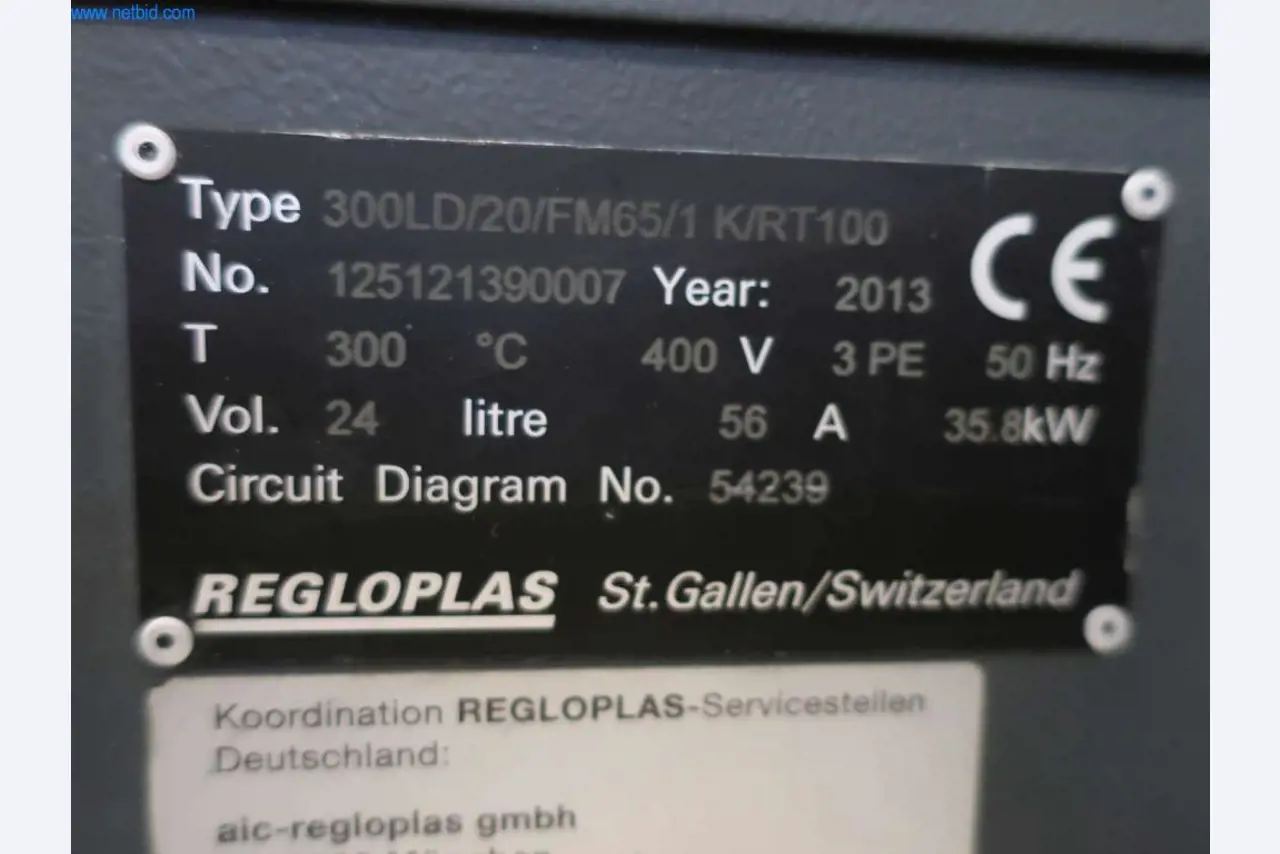 www.netbid.com
Type 300LD/20/FM65/1 K/RT100
No. 125121390007 Year: 2013 CE
T 300 °C 400 V 3 PE 50 Hz
Vol. 24 litre 56 A 35.8kW
Circuit Diagram No. 54239
REGLOPLAS St.Gallen/Switzerland
Koordination REGLOPLAS-Servicestellen
Deutschland:
aic-regloplas gmbh